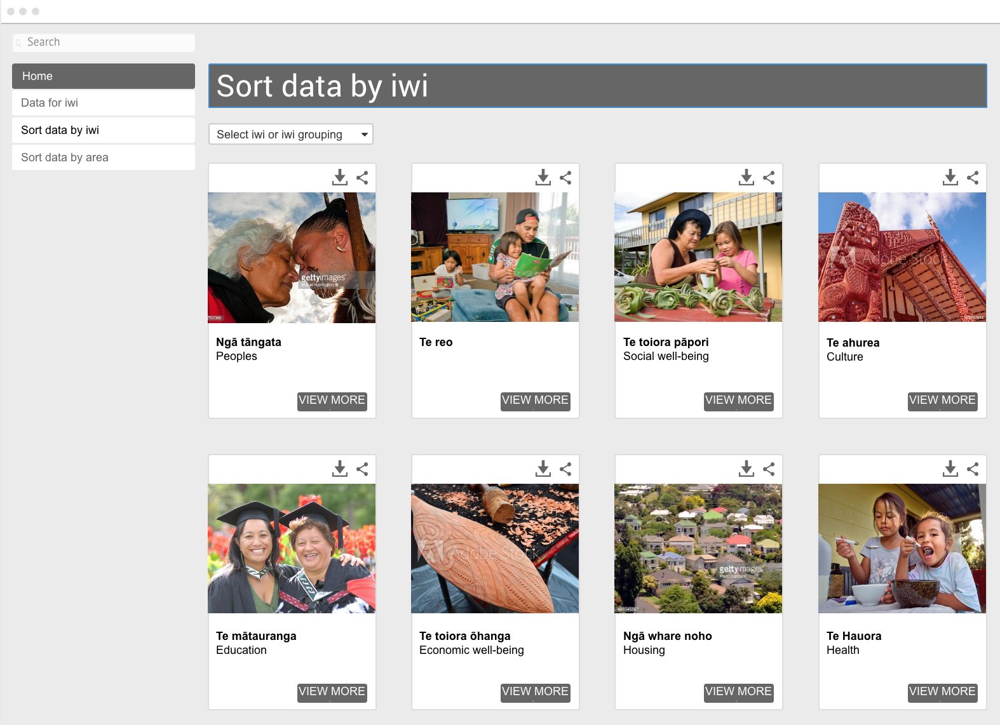 Search
Home
Data for iwi
Sort data by iwi
Sort data by area
Sort data by iwi
Select iwi or iwi grouping
gettyimages
752066
Adobe Stock
Ngā tāngata
Peoples
VIEW MORE
Te reo
VIEW MORE
Te toiora pāpori
Social well-being
VIEW MORE
Te ahurea
Culture
VIEW MORE
Adobe Stock
gettyimages
Te mātauranga
Education
VIEW MORE
Te toiora ōhanga
Economic well-being
VIEW MORE
Ngā whare noho
Housing
VIEW MORE
Te Hauora
Health
VIEW MORE